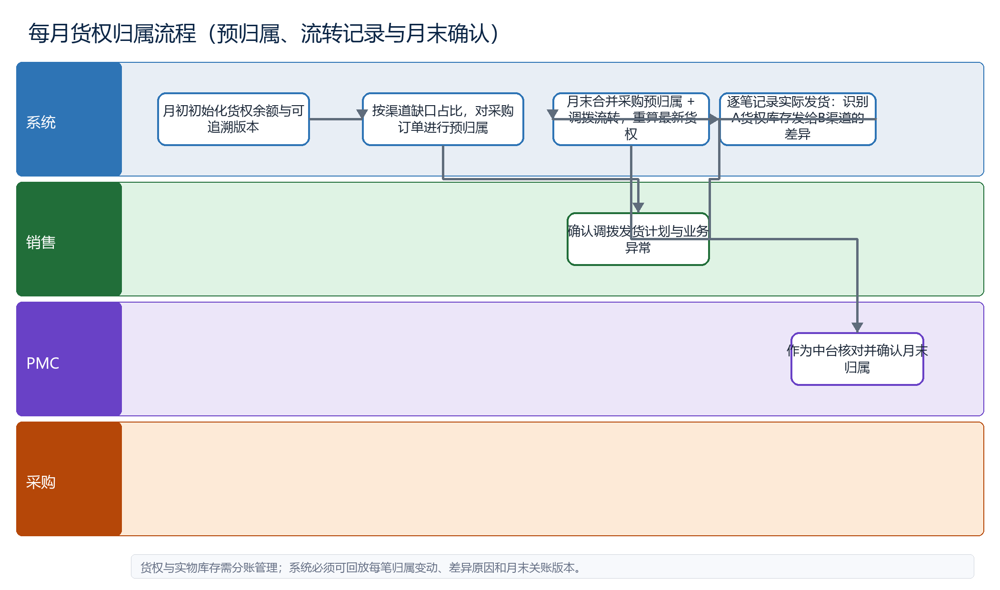 每月货权归属流程（预归属、流转记录与月末确认）
系统
月初初始化货权余额与可
追溯版本
按渠道缺口占比，对采购
订单进行预归属
月末合并采购预归属 +
调拨流转，重算最新货
权
逐笔记录实际发货：识别
A货权库存发给B渠道的
差异
销售
确认调拨发货计划与业务
异常
PMC
作为中台核对并确认月末
归属
采购
货权与实物库存需分账管理；系统必须可回放每笔归属变动、差异原因和月末关账版本。